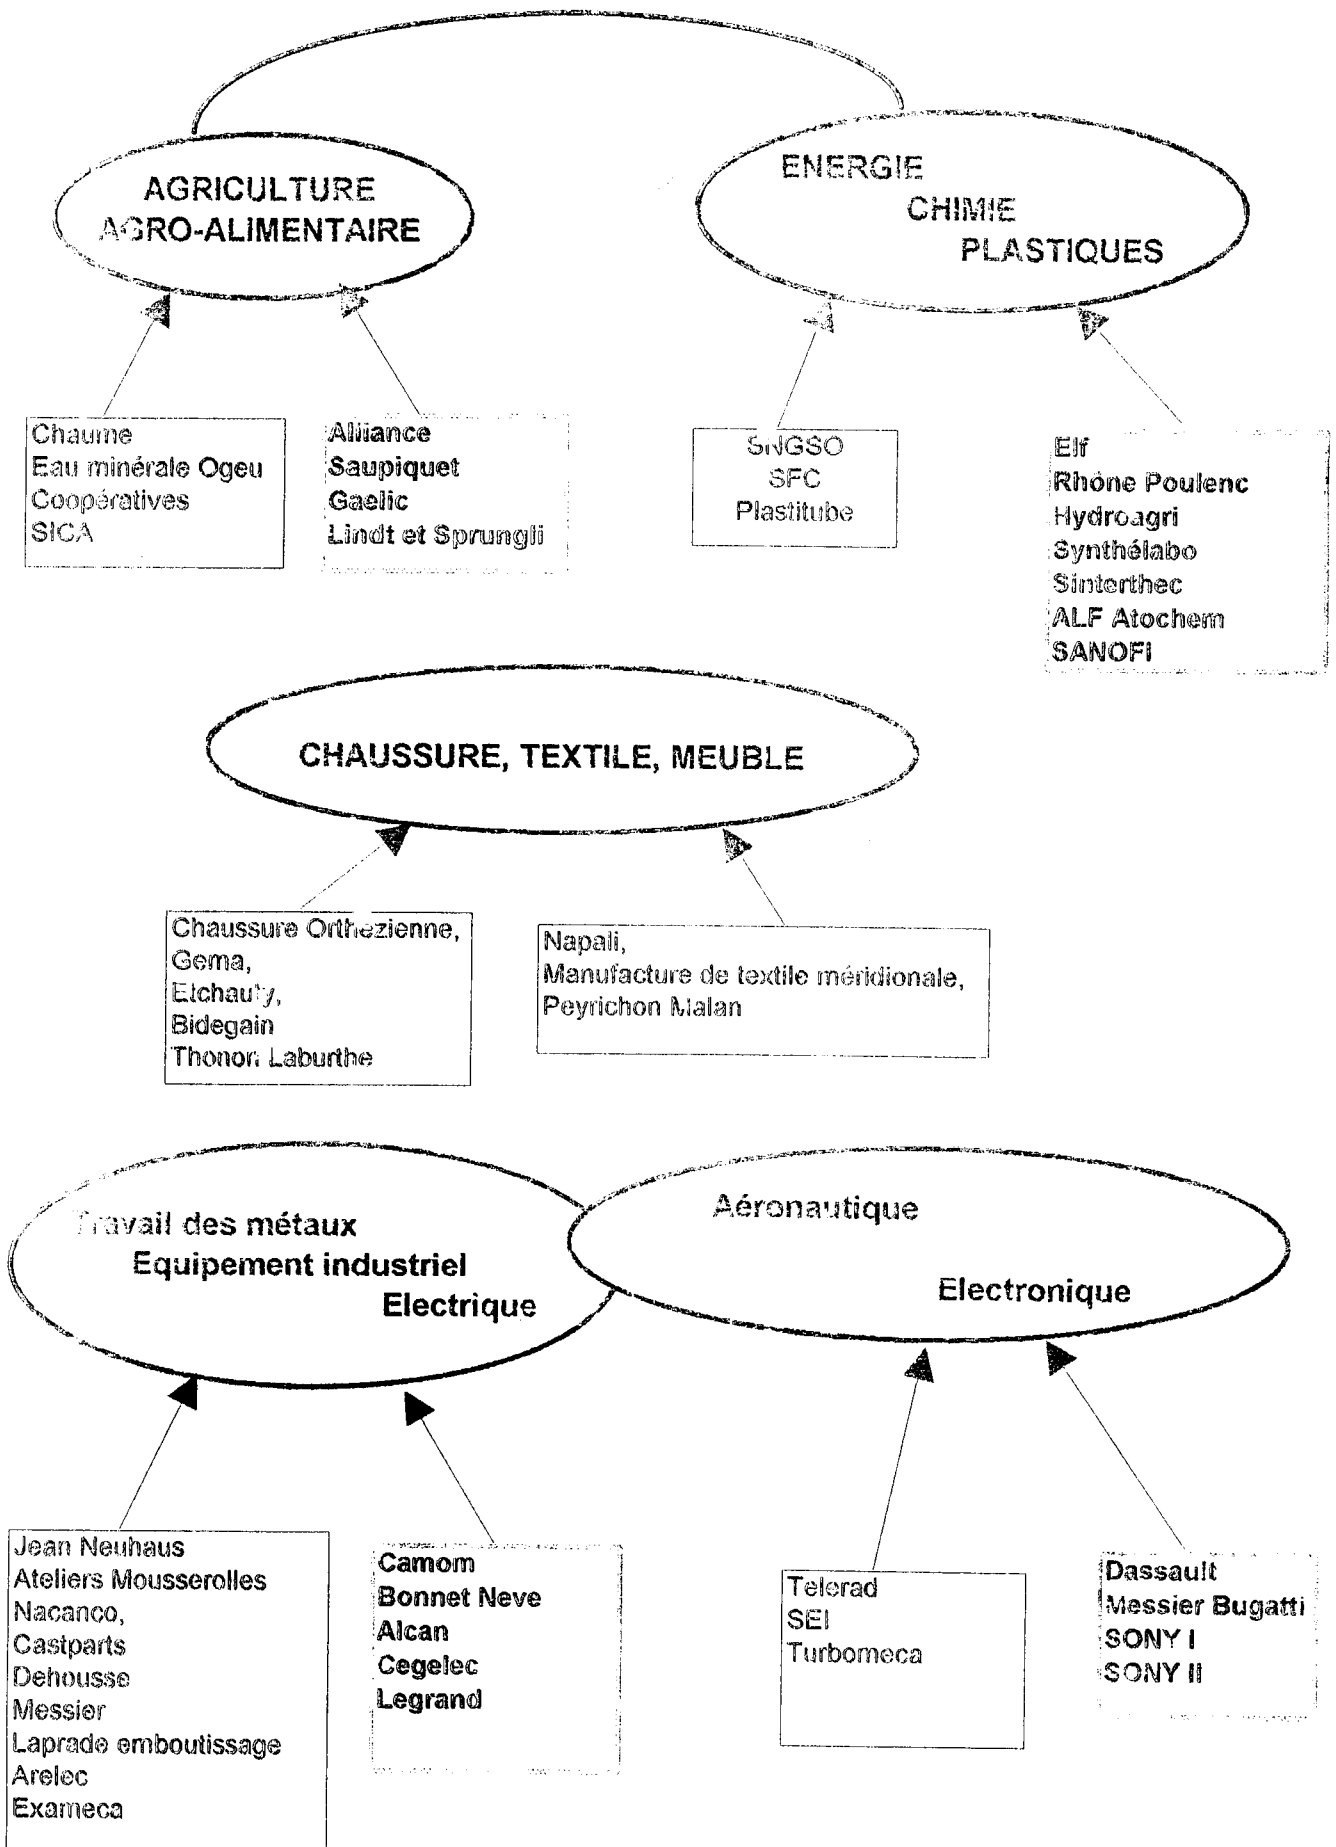 AGRICULTURE
AGRO-ALIMENTAIRE
ENERGIE
CHIMIE
PLASTIQUES
Chaume
Eau minérale Ogeu
Coopératives
SICA
Alliance
Saupiquet
Gaelic
Lindt et Sprungli
SNGSO
SFC
Plastitube
Elf
Rhône Poulenc
Hydroagri
Synthélabo
Sinterthec
ALF Atochem
SANOFI
CHAUSSURE, TEXTILE, MEUBLE
Chaussure Orthezienne,
Gema,
Etchauty,
Bidegain
Thonon Laburthe
Napali,
Manufacture de textile méridionale,
Peyrichon Malan
Travail des métaux
Equipement industriel
Electrique
Aéronautique
Electronique
Jean Neuhaus
Ateliers Mousserolles
Nacanco,
Castparts
Dehousse
Messier
Laprade emboutissage
Arelec
Exameca
Camom
Bonnet Neve
Alcan
Cegelec
Legrand
Telerad
SEI
Turbomeca
Dassault
Messier Bugatti
SONY I
SONY II